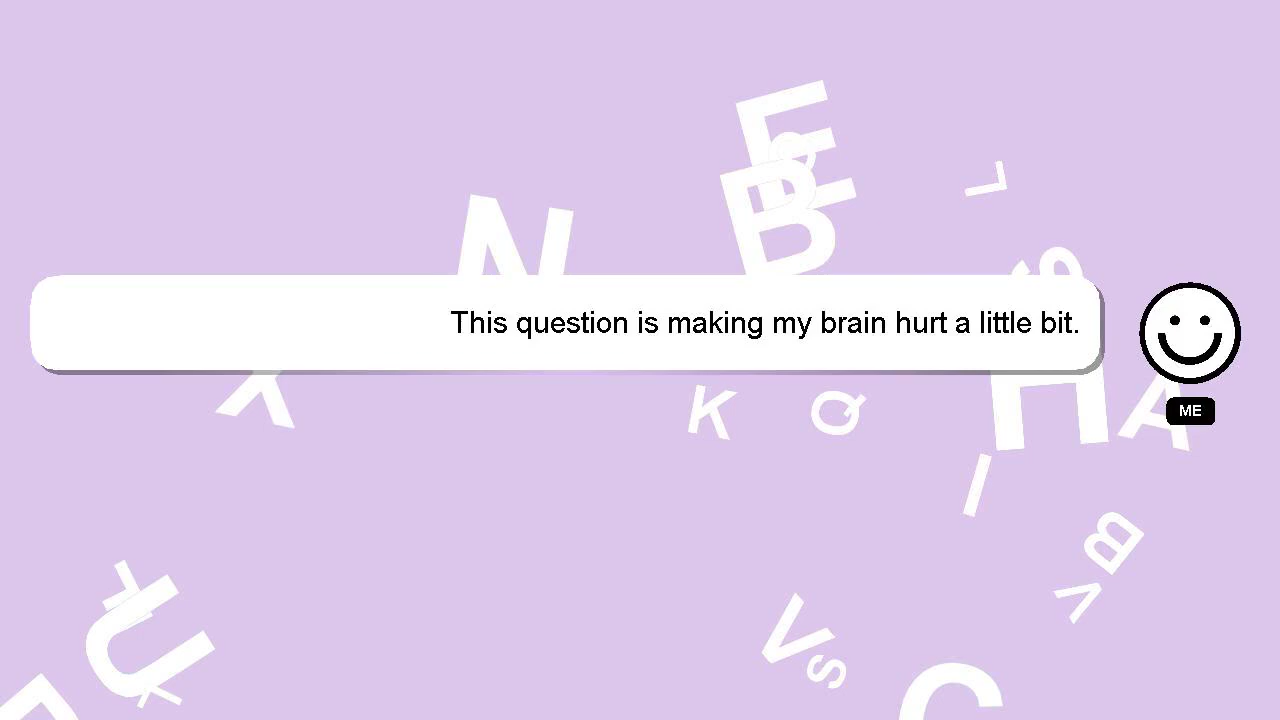 E
B
L
N
S
This question is making my brain hurt a little bit.
ME
X
K
Q
H
A
I
B
V
U
V
S
C